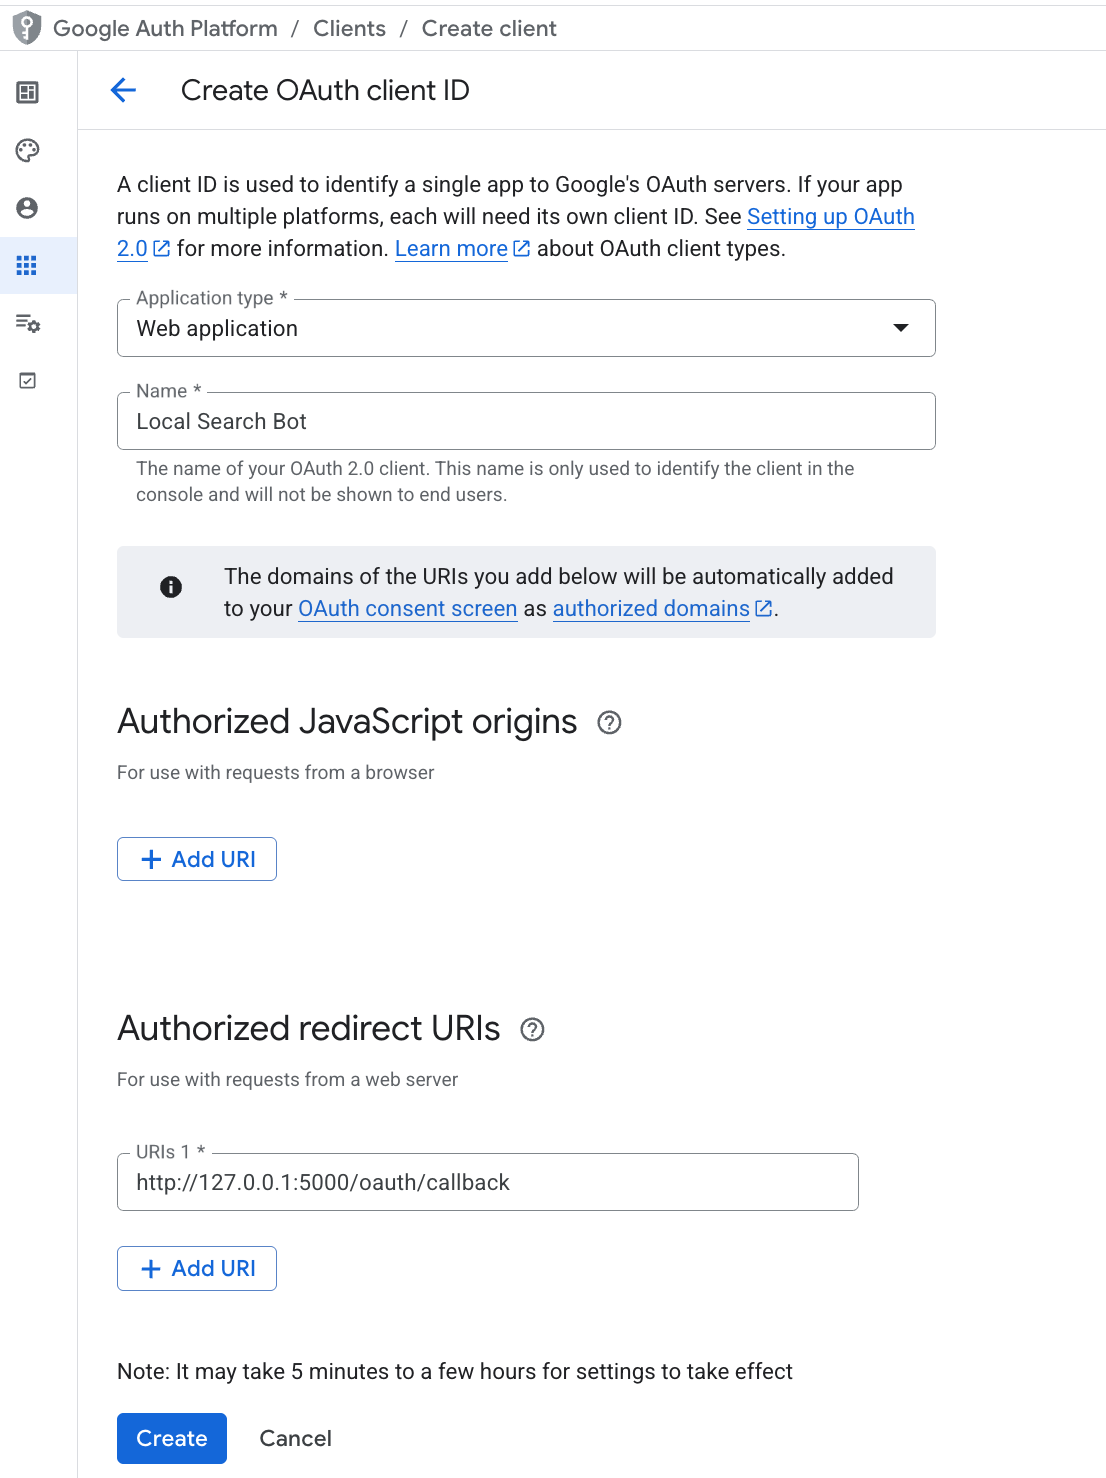 Google Auth Platform / Clients / Create client
Create OAuth client ID
A client ID is used to identify a single app to Google's OAuth servers. If your app
runs on multiple platforms, each will need its own client ID. See Setting up OAuth
2.0 for more information. Learn more about OAuth client types.
Application type *
Web application
Name *
Local Search Bot
The name of your OAuth 2.0 client. This name is only used to identify the client in the
console and will not be shown to end users.
The domains of the URIs you add below will be automatically added
to your OAuth consent screen as authorized domains.
Authorized JavaScript origins
For use with requests from a browser
+ Add URI
Authorized redirect URIs
For use with requests from a web server
URIs 1 *
http://127.0.0.1:5000/oauth/callback
+ Add URI
Note: It may take 5 minutes to a few hours for settings to take effect
Create Cancel